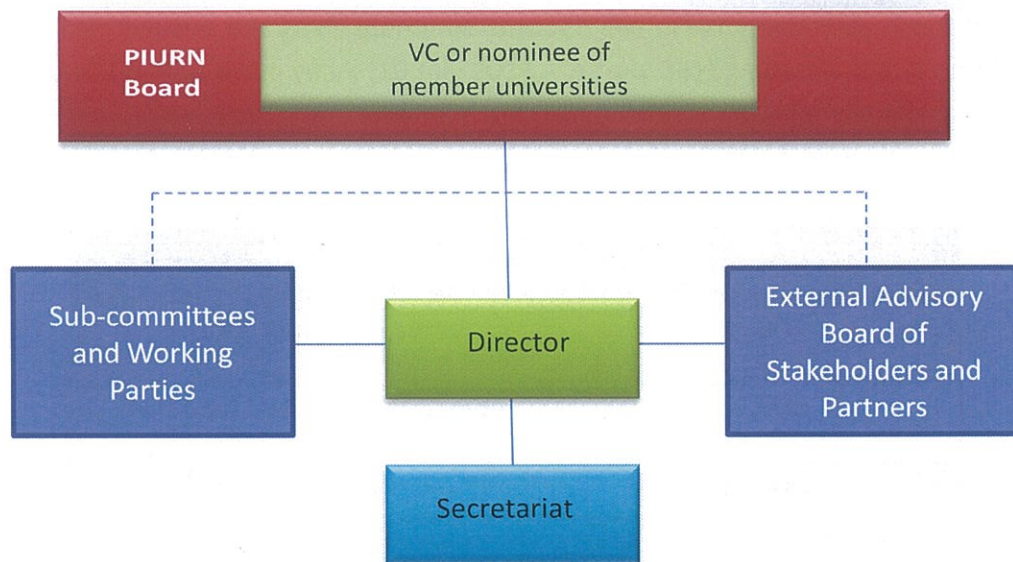 PIURN
Board
VC or nominee of
member universities
Sub-committees
and Working
Parties
Director
External Advisory
Board of
Stakeholders and
Partners
Secretariat